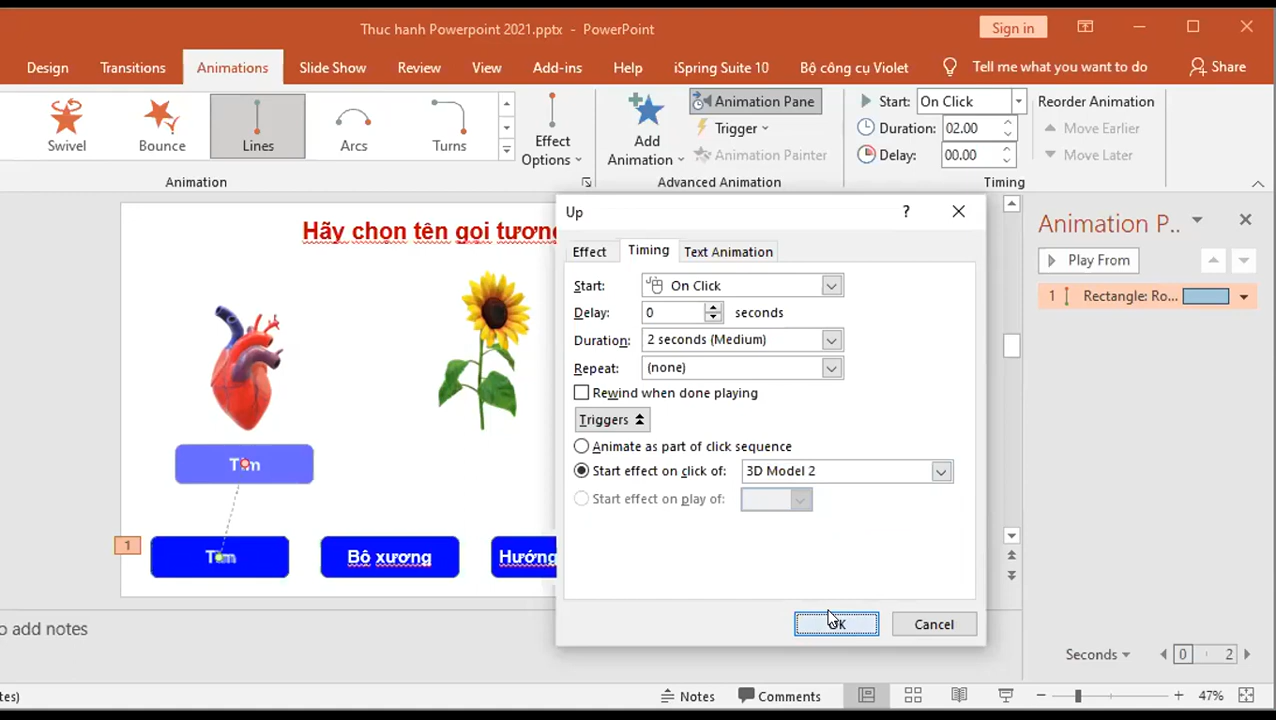 Thuc hanh Powerpoint 2021.pptx - PowerPoint
Sign in
Design Transitions Animations Slide Show Review View Add-ins Help iSpring Suite 10 Bộ công cụ Violet Tell me what you want to do Share
Swivel Bounce Lines Arcs Turns
Effect Options
Add Animation
Animation Pane
Trigger
Animation Painter
Start: On Click
Duration: 02.00
Delay: 00.00
Reorder Animation
Move Earlier
Move Later
Animation Advanced Animation Timing
Hãy chọn tên gọi tương
Tim
1
Tim
Bộ xương
Hướng
Up ?
Effect Timing Text Animation
Start: On Click
Delay: 0 seconds
Duration: 2 seconds (Medium)
Repeat: (none)
Rewind when done playing
Triggers
Animate as part of click sequence
Start effect on click of: 3D Model 2
Start effect on play of:
OK Cancel
Animation P..
Play From
1 Rectangle: Ro...
Seconds 0 2
o add notes
tes) Notes Comments 47%